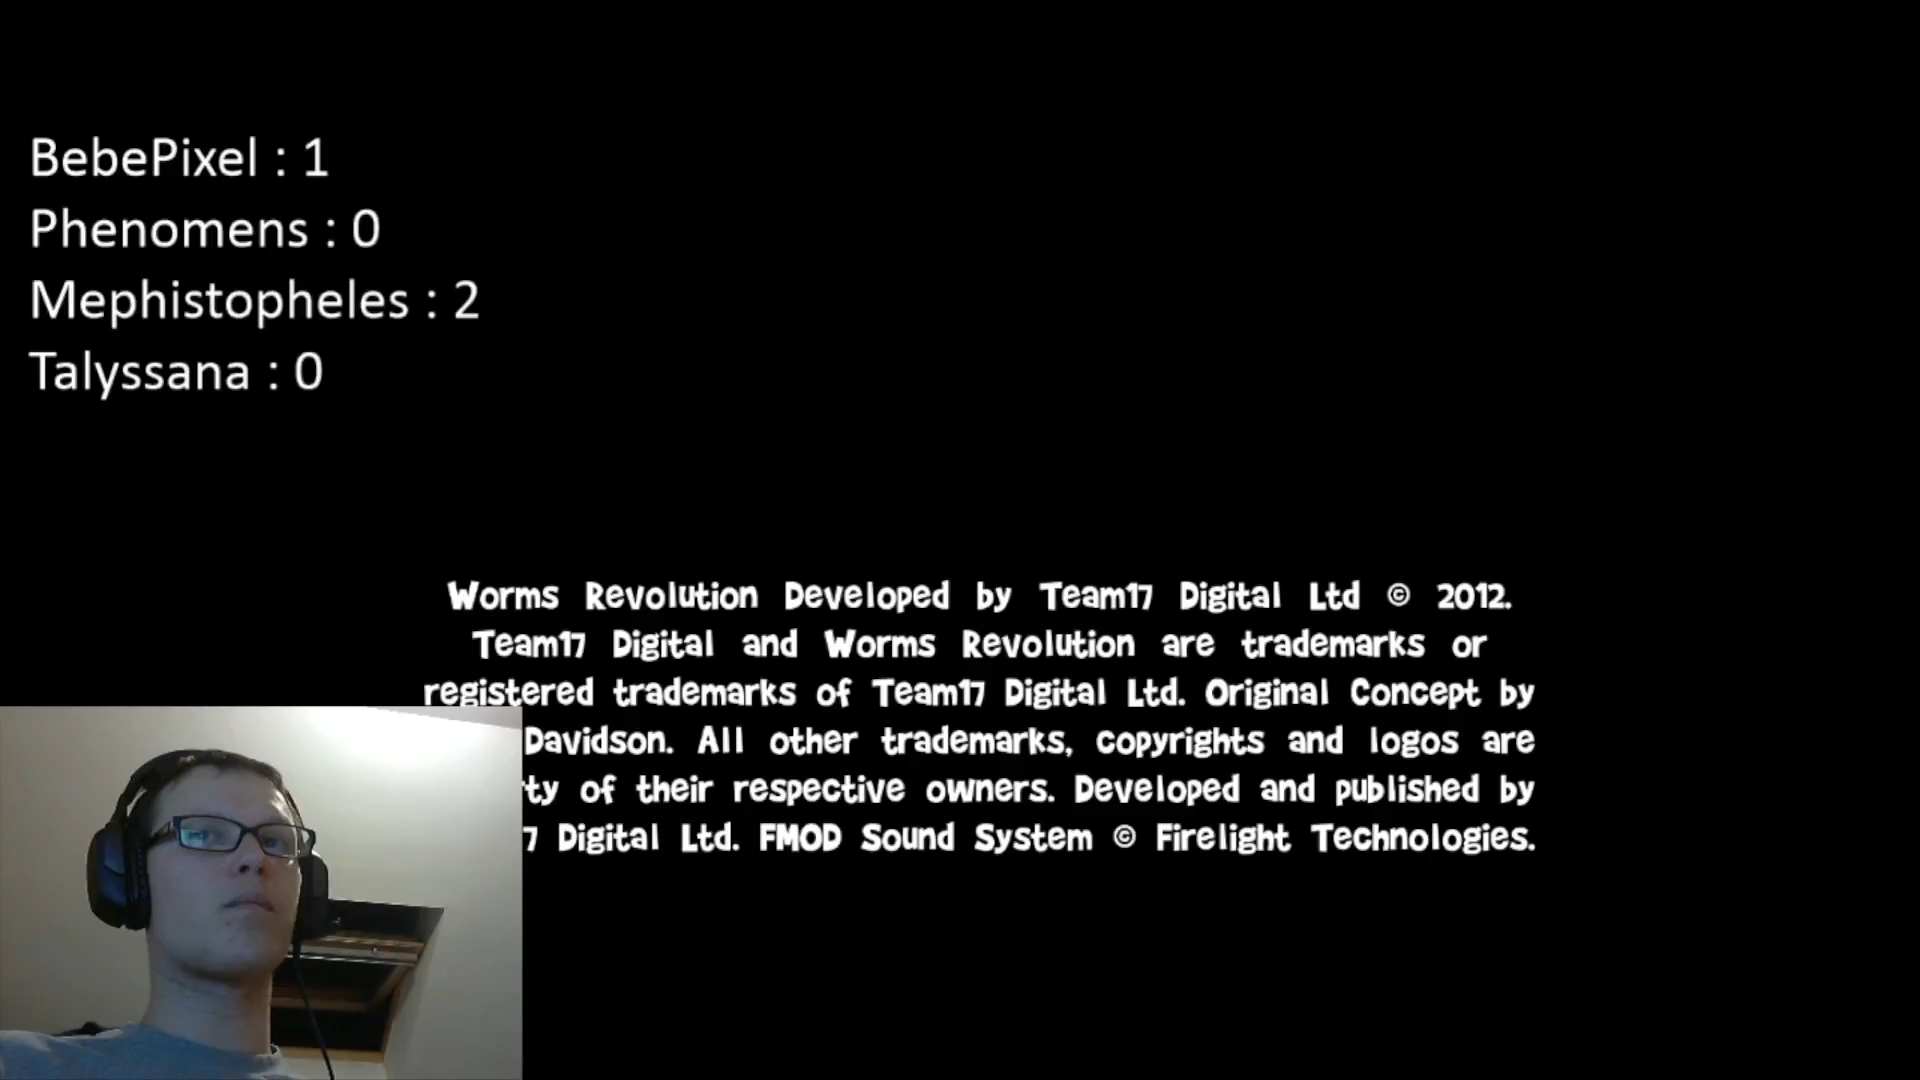 BebePixel : 1
Phenomens : 0
Mephistopheles : 2
Talyssana : 0
Worms Revolution Developed by Team17 Digital Ltd © 2012.
Team17 Digital and Worms Revolution are trademarks or
registered trademarks of Team17 Digital Ltd. Original Concept by
Davidson. All other trademarks, copyrights and logos are
ty of their respective owners. Developed and published by
7 Digital Ltd. FMOD Sound System © Firelight Technologies.